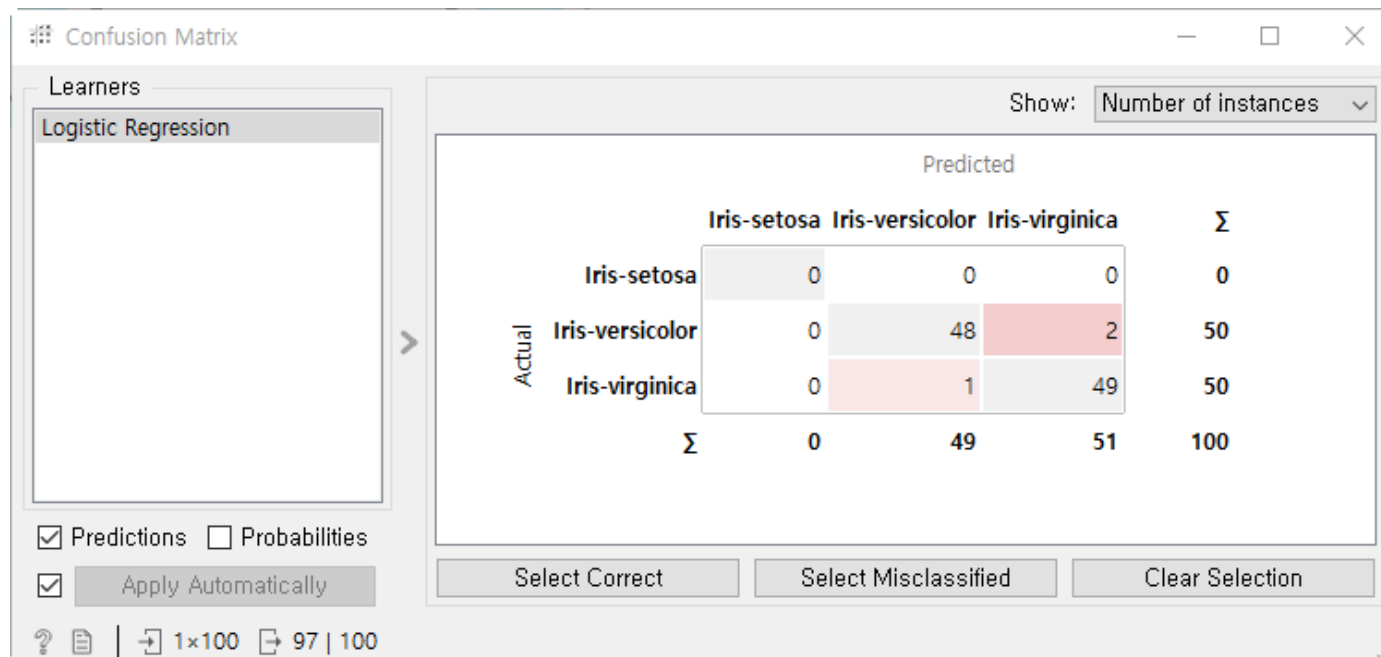 Confusion Matrix
Learners
Logistic Regression
Show: Number of instances
Predicted
Iris-setosa Iris-versicolor Iris-virginica Σ
Actual
Iris-setosa 0 0 0 0
Iris-versicolor 0 48 2 50
Iris-virginica 0 1 49 50
Σ 0 49 51 100
Predictions Probabilities
Apply Automatically
Select Correct Select Misclassified Clear Selection
? 1×100 97 | 100